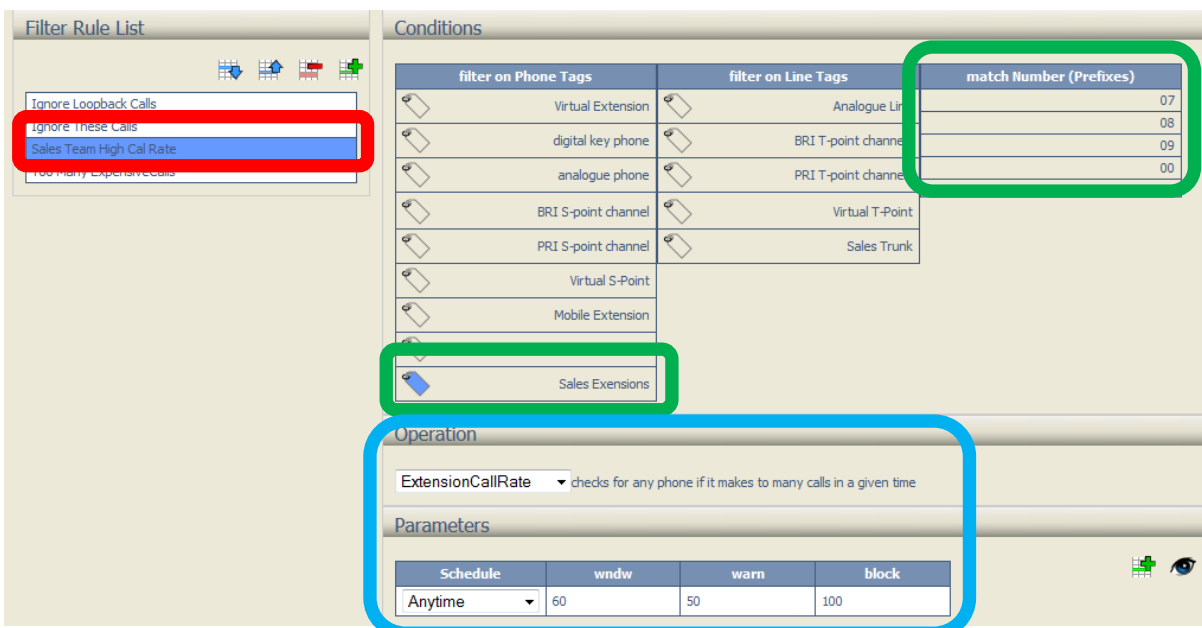 Filter Rule List
Ignore Loopback Calls
Ignore These Calls
Sales Team High Cal Rate
Too Many ExpensiveCalls
Conditions
filter on Phone Tags
Virtual Extension
digital key phone
analogue phone
BRI S-point channel
PRI S-point channel
Virtual S-Point
Mobile Extension
Sales Exensions
filter on Line Tags
Analogue Lin
BRI T-point channe
PRI T-point channe
Virtual T-Point
Sales Trunk
match Number (Prefixes)
07
08
09
00
Operation
ExtensionCallRate checks for any phone if it makes to many calls in a given time
Parameters
Schedule wndw warn block
Anytime 60 50 100